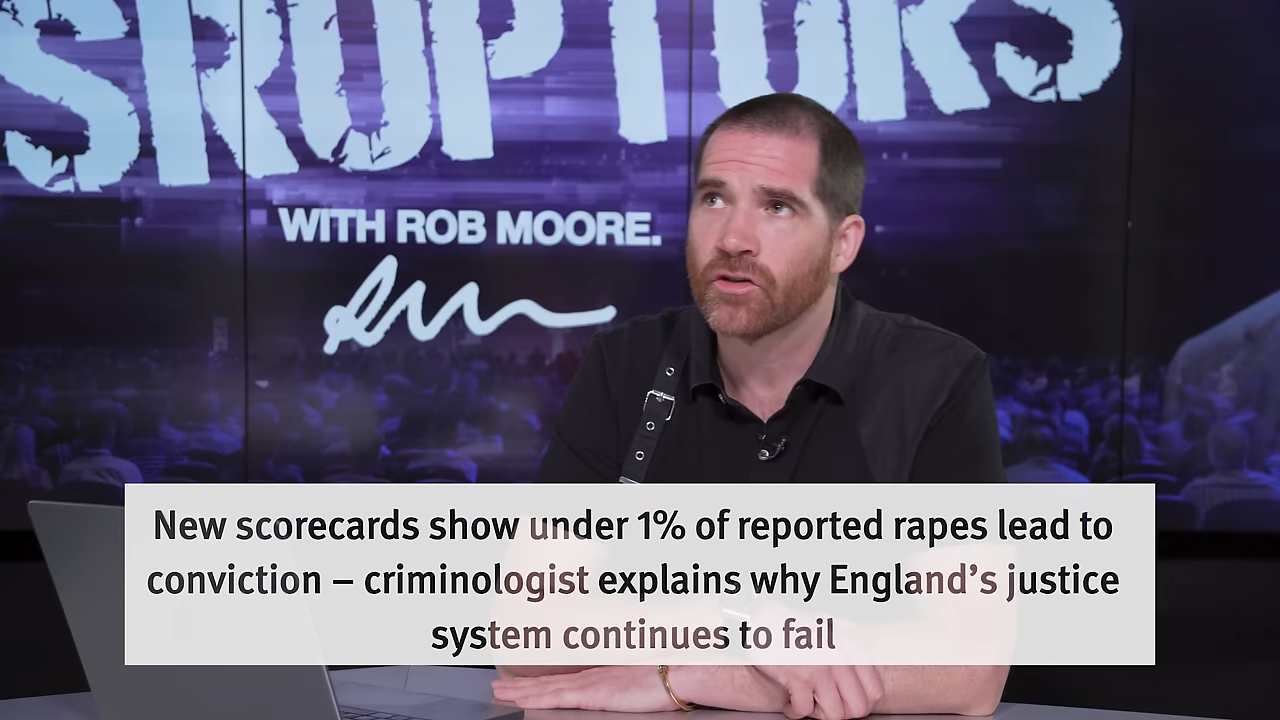 WITH ROB MOORE.
New scorecards show under 1% of reported rapes lead to
conviction – criminologist explains why England’s justice
system continues to fail